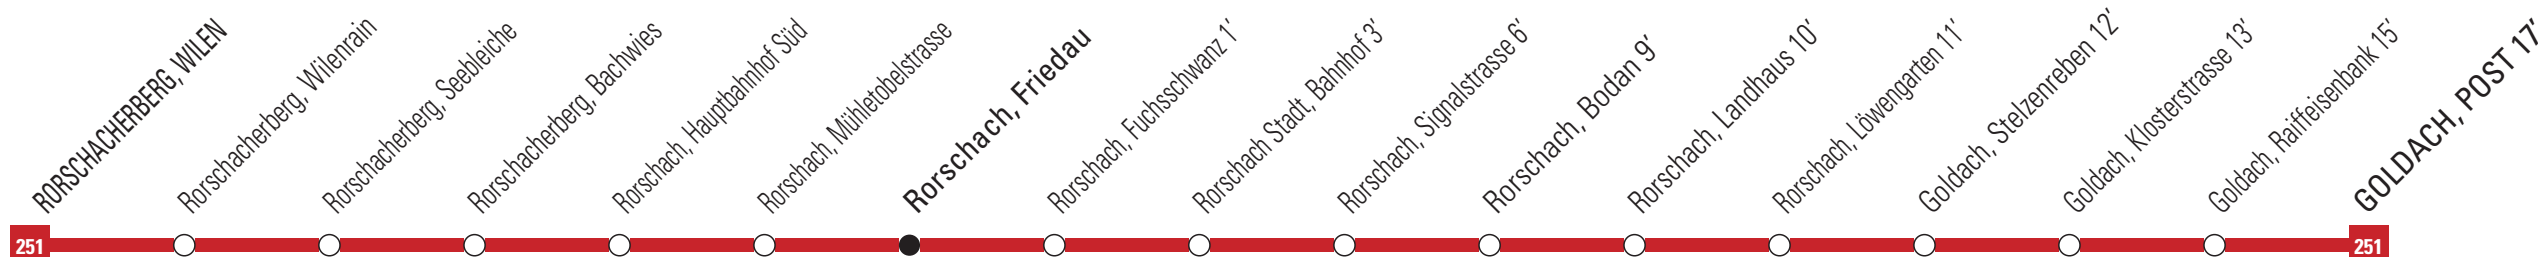 RORSCHACHERBERG, WILEN
Rorschacherberg, Wilenrain
Rorschacherberg, Seebleiche
Rorschacherberg, Bachwies
Rorschach, Hauptbahnhof Süd
Rorschach, Mühletobelstrasse
Rorschach, Friedau
Rorschach, Fuchsschwanz 1’
Rorschach Stadt, Bahnhof 3’
Rorschach, Signalstrasse 6’
Rorschach, Bodan 9’
Rorschach, Landhaus 10’
Rorschach, Löwengarten 11’
Goldach, Stelzenreben 12’
Goldach, Klosterstrasse 13’
Goldach, Raiffeisenbank 15’
GOLDACH, POST 17’
251
251